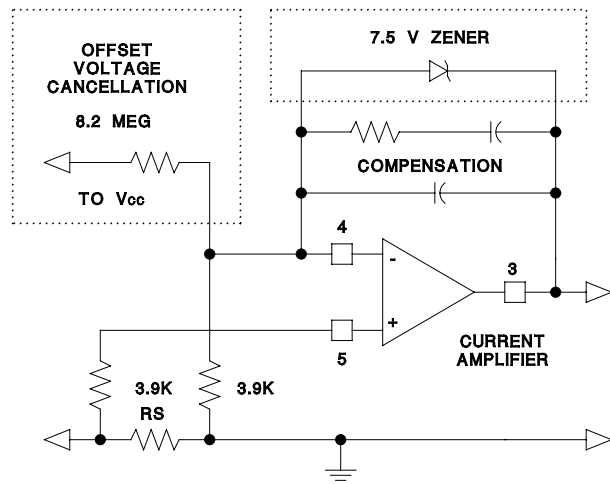 OFFSET
VOLTAGE
CANCELLATION
8.2 MEG
TO Vcc
7.5 V ZENER
COMPENSATION
4
-
3
+
5
CURRENT
AMPLIFIER
3.9K
3.9K
RS